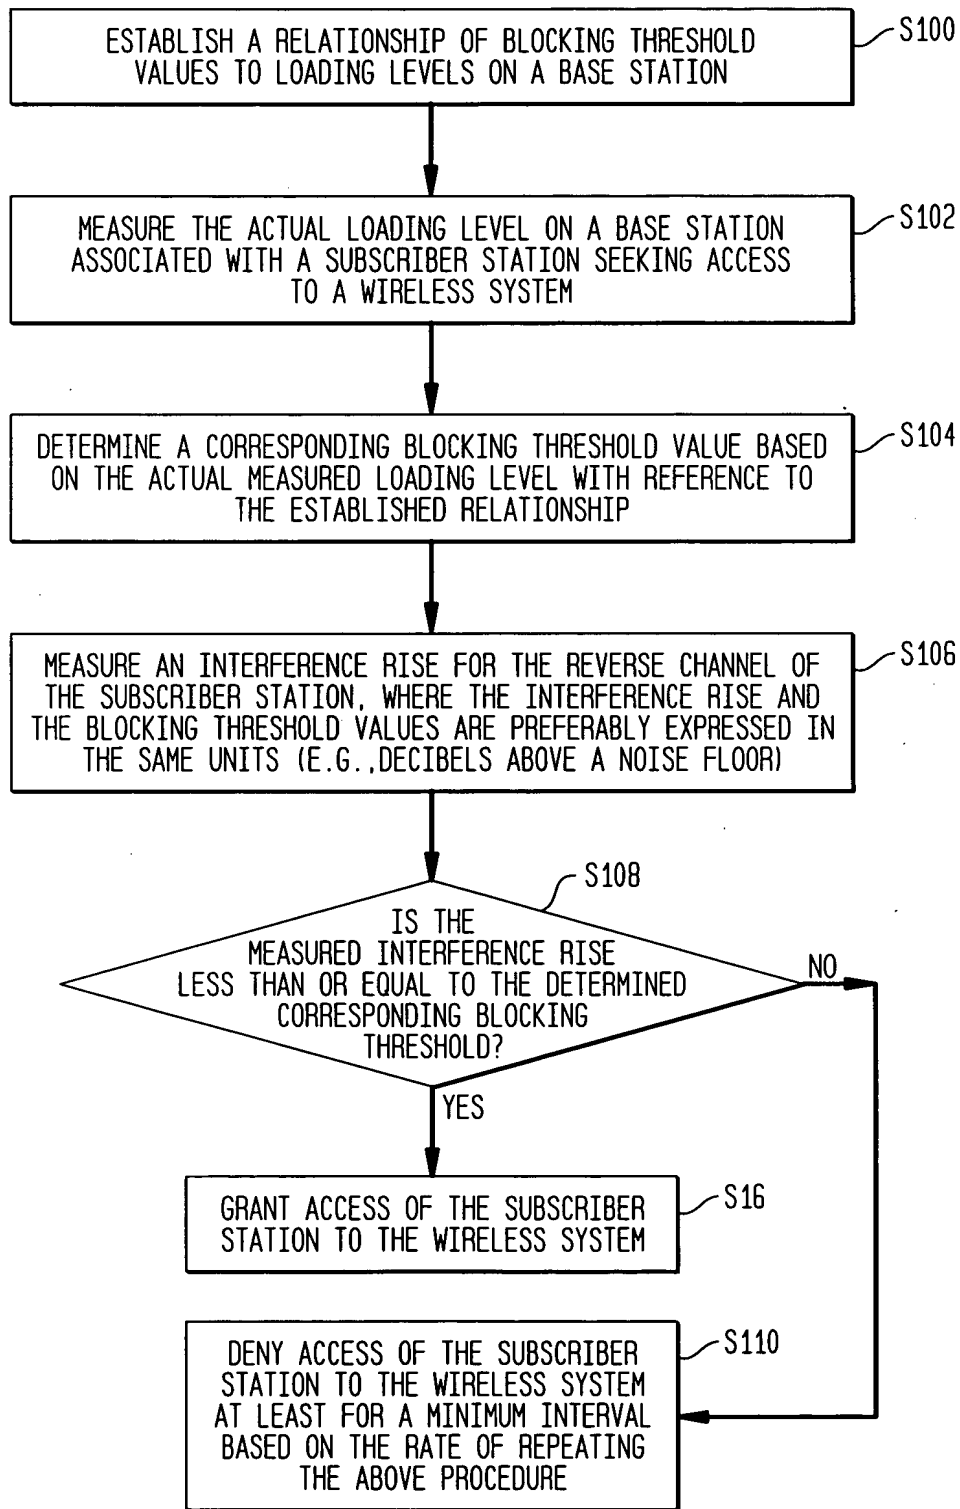 ESTABLISH A RELATIONSHIP OF BLOCKING THRESHOLD
VALUES TO LOADING LEVELS ON A BASE STATION
S100
MEASURE THE ACTUAL LOADING LEVEL ON A BASE STATION
ASSOCIATED WITH A SUBSCRIBER STATION SEEKING ACCESS
TO A WIRELESS SYSTEM
S102
DETERMINE A CORRESPONDING BLOCKING THRESHOLD VALUE BASED
ON THE ACTUAL MEASURED LOADING LEVEL WITH REFERENCE TO
THE ESTABLISHED RELATIONSHIP
S104
MEASURE AN INTERFERENCE RISE FOR THE REVERSE CHANNEL OF
THE SUBSCRIBER STATION, WHERE THE INTERFERENCE RISE AND
THE BLOCKING THRESHOLD VALUES ARE PREFERABLY EXPRESSED IN
THE SAME UNITS (E.G.,DECIBELS ABOVE A NOISE FLOOR)
S106
S108
IS THE
MEASURED INTERFERENCE RISE
LESS THAN OR EQUAL TO THE DETERMINED
CORRESPONDING BLOCKING
THRESHOLD?
NO
YES
GRANT ACCESS OF THE SUBSCRIBER
STATION TO THE WIRELESS SYSTEM
S16
DENY ACCESS OF THE SUBSCRIBER
STATION TO THE WIRELESS SYSTEM
AT LEAST FOR A MINIMUM INTERVAL
BASED ON THE RATE OF REPEATING
THE ABOVE PROCEDURE
S110